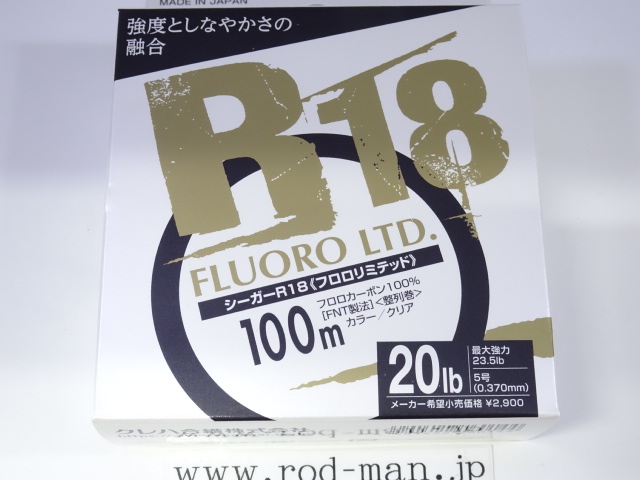 MADE IN JAPAN
強度としなやかさの
融合
R18
FLUORO LTD.
シーガーR18《フロロリミテッド》
100m
フロロカーボン100%
[FNT製法]<整列巻>
カラー／クリア
20lb
最大強力
23.5lb
5号
(0.370mm)
メーカー希望小売価格 ¥2,900
www.rod-man.jp